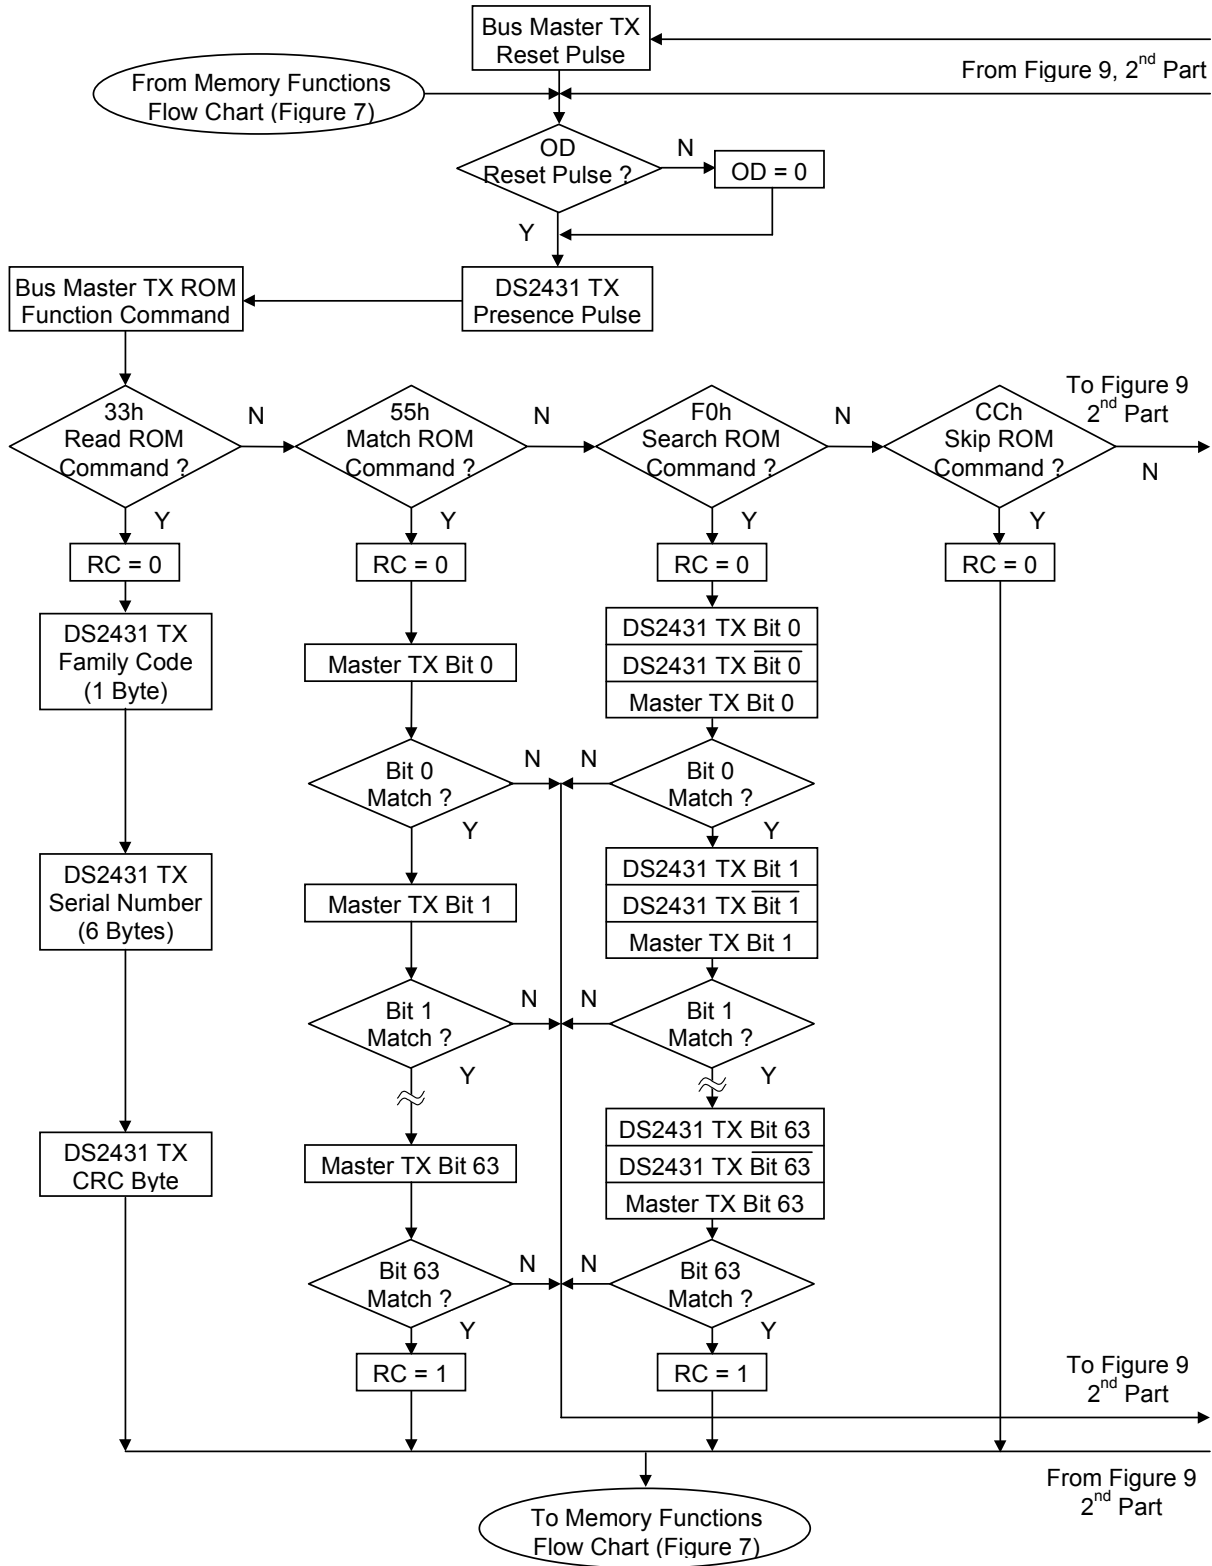 Bus Master TX
Reset Pulse
From Figure 9, 2nd Part
From Memory Functions
Flow Chart (Figure 7)
OD
Reset Pulse ?
N
OD = 0
Y
Bus Master TX ROM
Function Command
DS2431 TX
Presence Pulse
33h
Read ROM
Command ?
N
55h
Match ROM
Command ?
N
F0h
Search ROM
Command ?
N
CCh
Skip ROM
Command ?
To Figure 9
2nd Part
N
Y
Y
Y
Y
RC = 0
RC = 0
RC = 0
RC = 0
DS2431 TX
Family Code
(1 Byte)
Master TX Bit 0
DS2431 TX Bit 0
DS2431 TX Bit 0
Master TX Bit 0
Bit 0
Match ?
N
N
Bit 0
Match ?
Y
Y
DS2431 TX
Serial Number
(6 Bytes)
Master TX Bit 1
DS2431 TX Bit 1
DS2431 TX Bit 1
Master TX Bit 1
Bit 1
Match ?
N
N
Bit 1
Match ?
Y
Y
DS2431 TX
CRC Byte
Master TX Bit 63
DS2431 TX Bit 63
DS2431 TX Bit 63
Master TX Bit 63
Bit 63
Match ?
N
N
Bit 63
Match ?
Y
Y
RC = 1
RC = 1
To Figure 9
2nd Part
From Figure 9
2nd Part
To Memory Functions
Flow Chart (Figure 7)